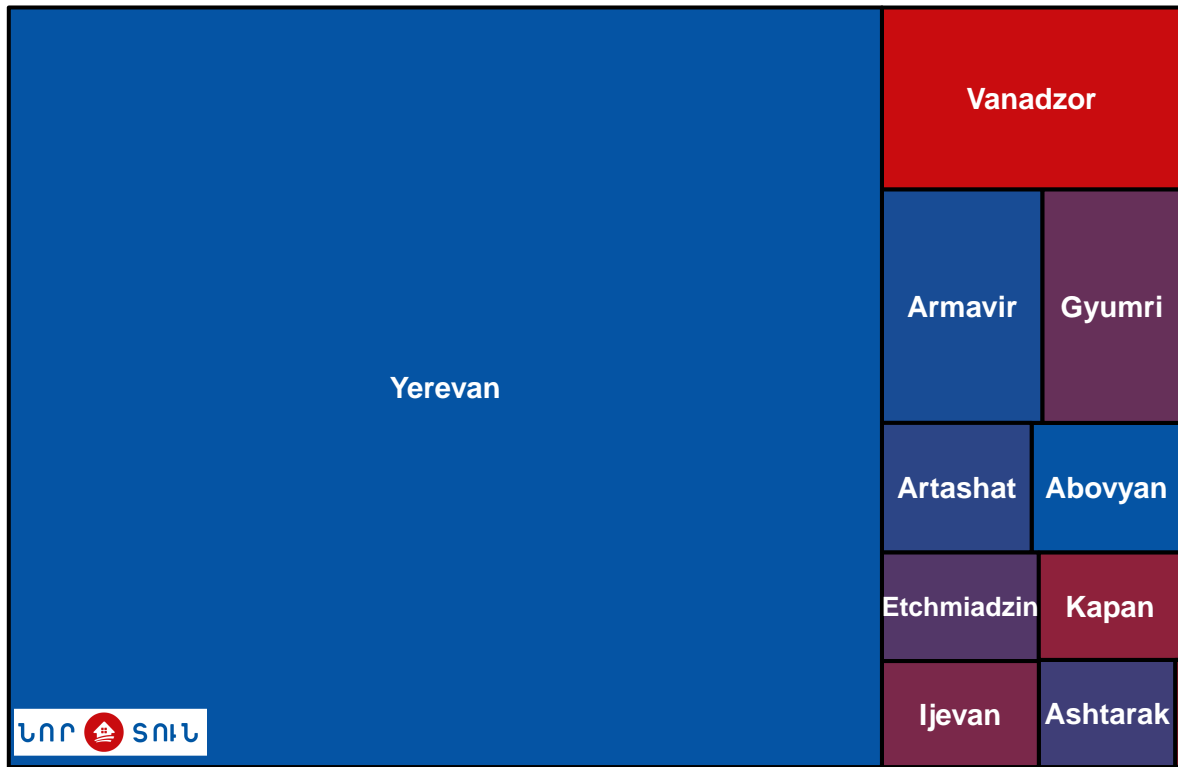 Vanadzor
Armavir
Gyumri
Yerevan
Artashat
Abovyan
Etchmiadzin
Kapan
Ijevan
Ashtarak
ՆՈՐ ՏՈՒՆ